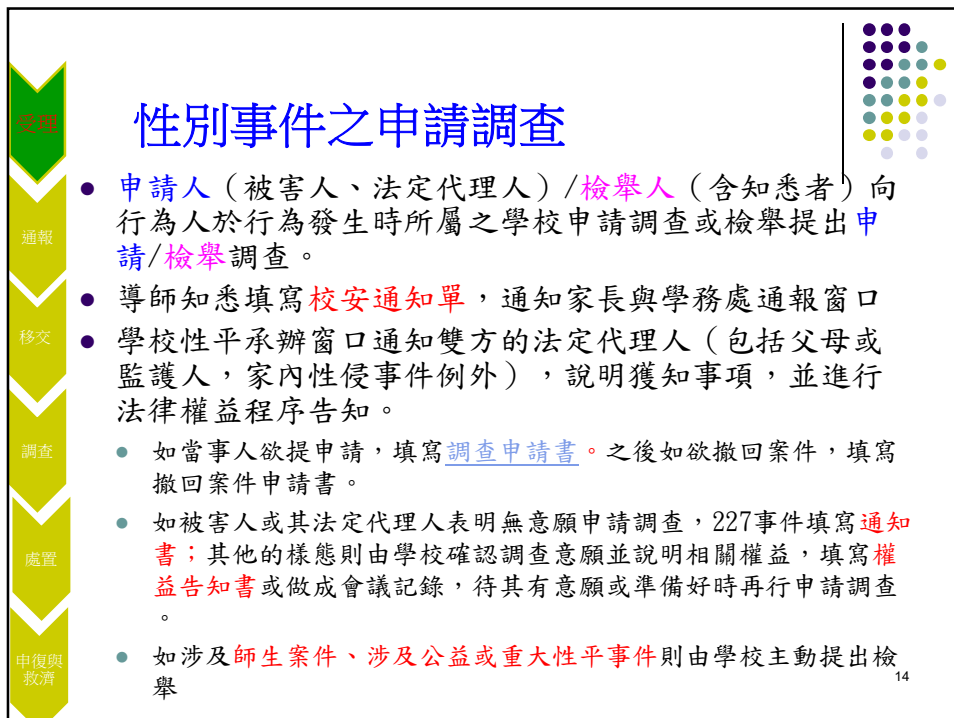 性別事件之申請調查
受理
通報
移交
調查
處置
申復與
救濟
申請人（被害人、法定代理人）/檢舉人（含知悉者）向
行為人於行為發生時所屬之學校申請調查或檢舉提出申
請/檢舉調查。
導師知悉填寫校安通知單，通知家長與學務處通報窗口
學校性平承辦窗口通知雙方的法定代理人（包括父母或
監護人，家內性侵事件例外），說明獲知事項，並進行
法律權益程序告知。
如當事人欲提申請，填寫調查申請書。之後如欲撤回案件，填寫
撤回案件申請書。
如被害人或其法定代理人表明無意願申請調查，227事件填寫通知
書；其他的樣態則由學校確認調查意願並說明相關權益，填寫權
益告知書或做成會議記錄，待其有意願或準備好時再行申請調查
。
如涉及師生案件、涉及公益或重大性平事件則由學校主動提出檢
舉
14